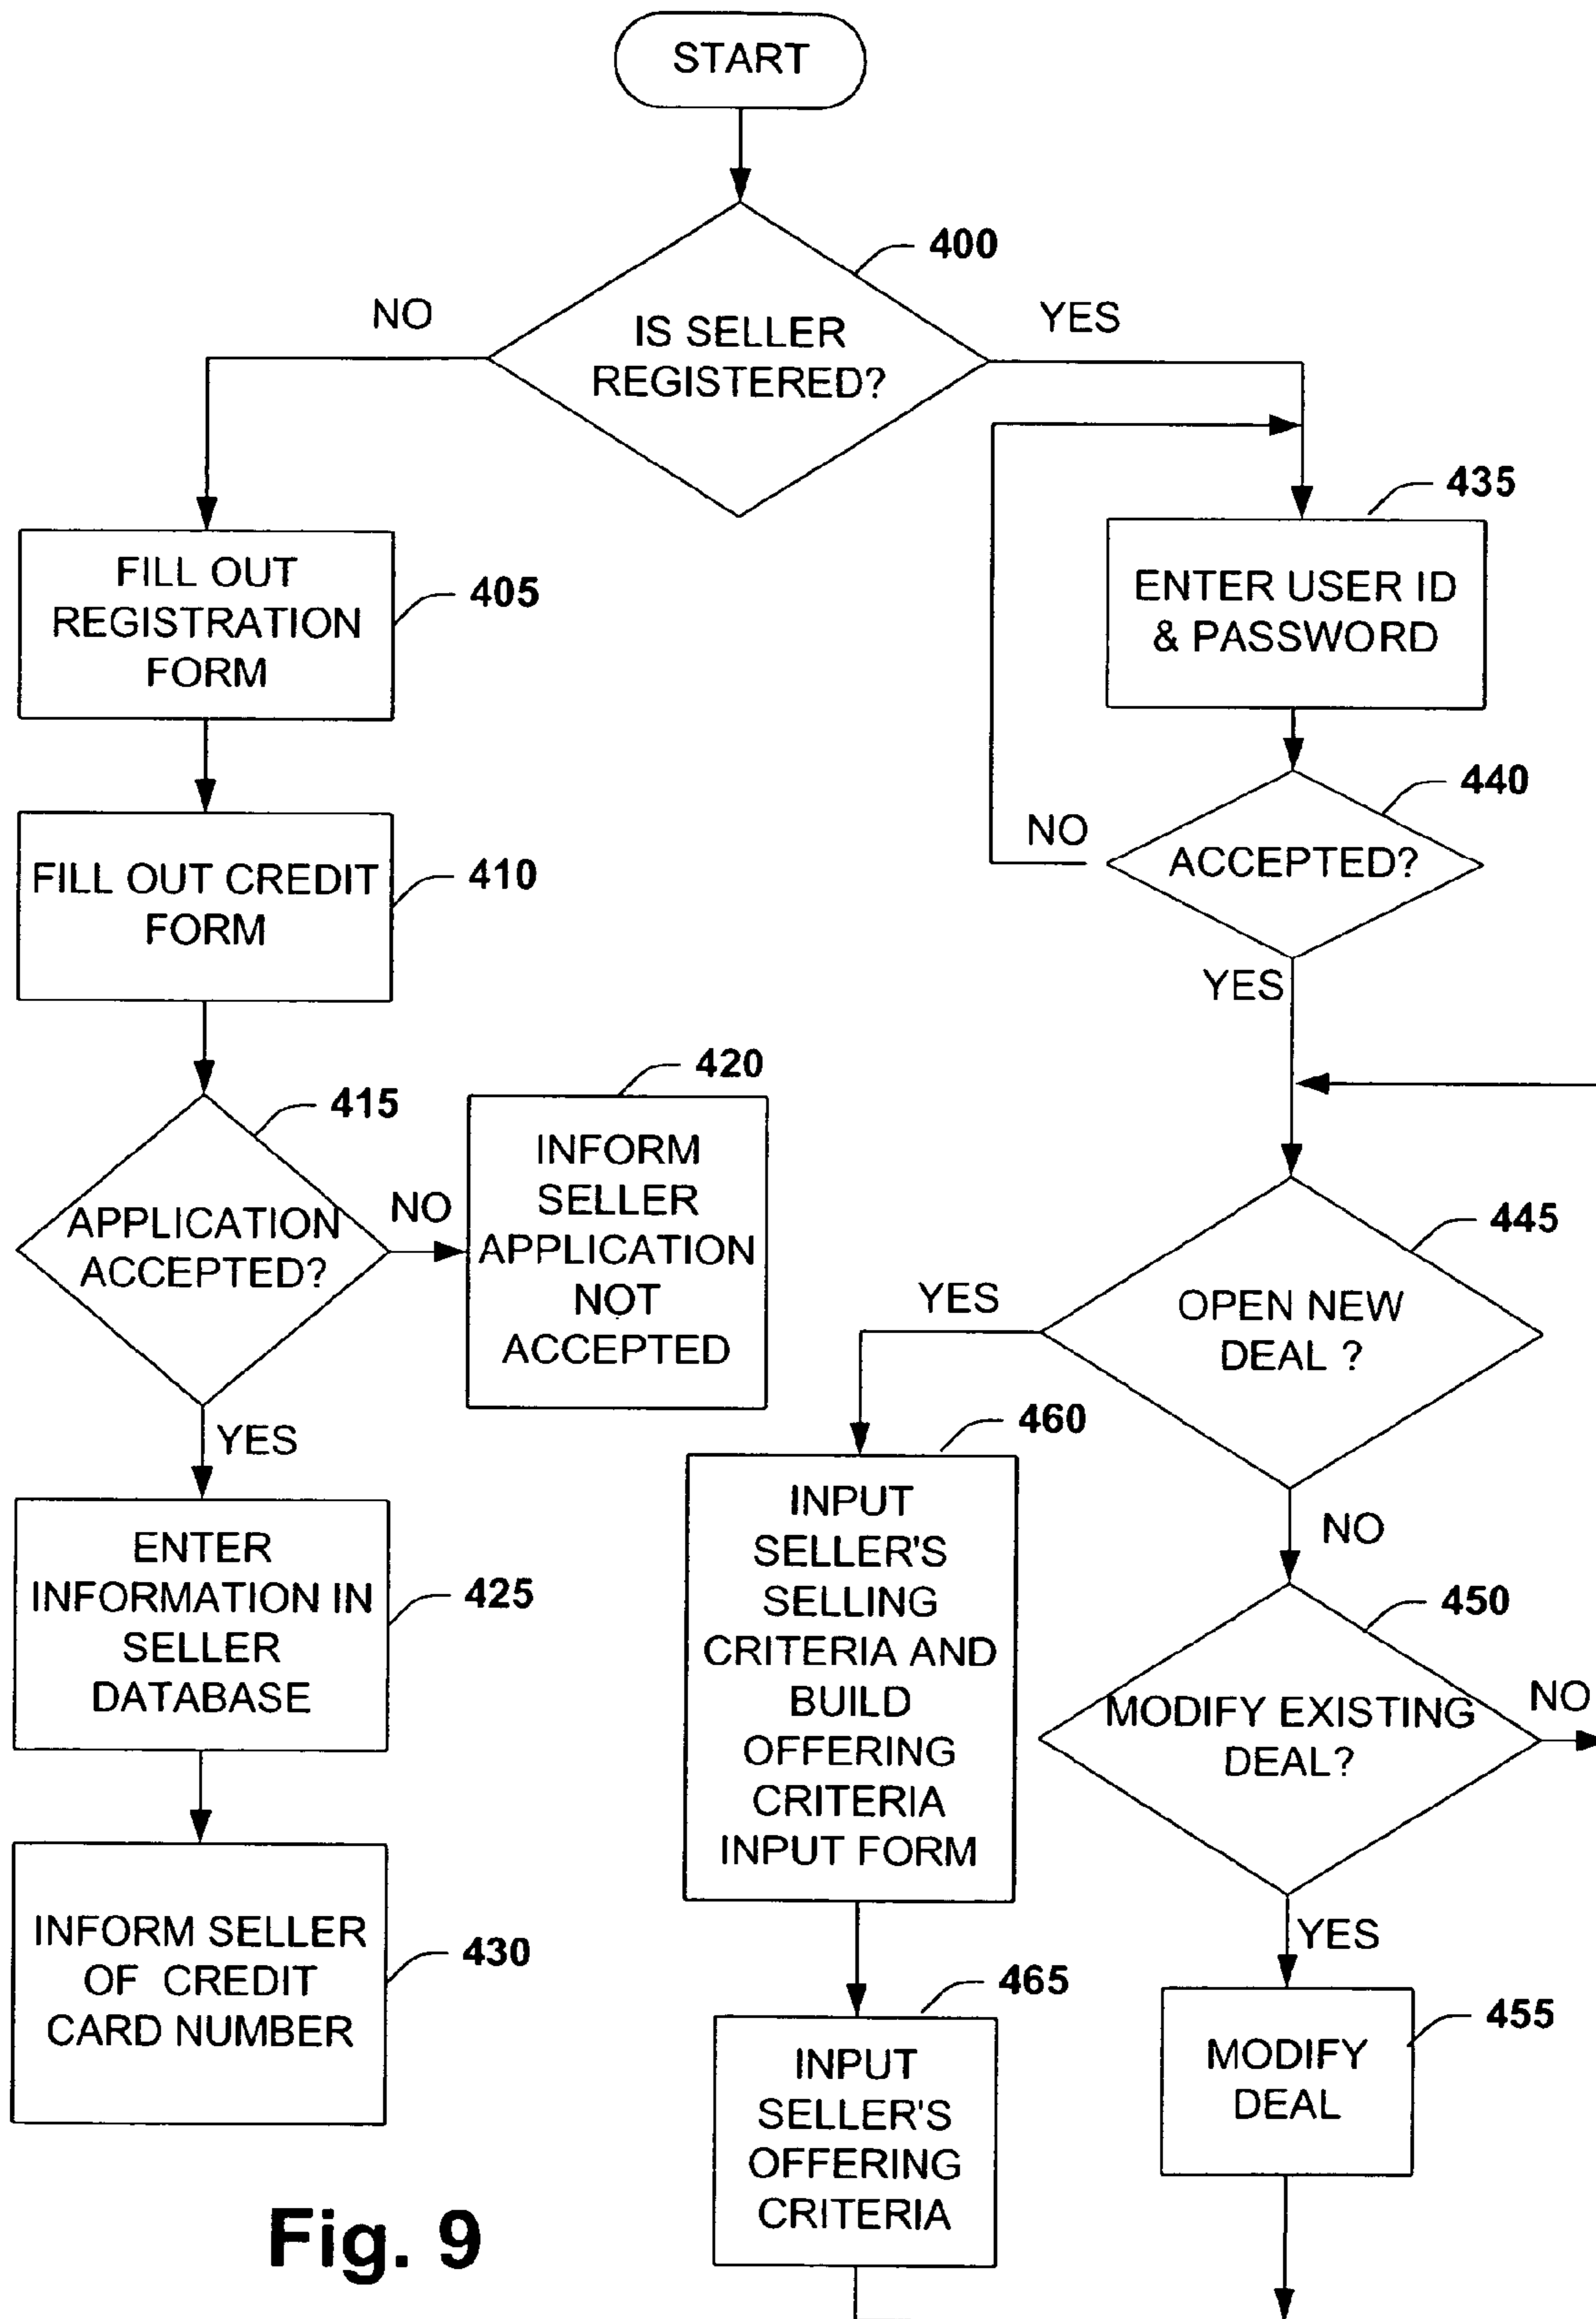 START
400
NO
IS SELLER
REGISTERED?
YES
435
FILL OUT
REGISTRATION
FORM
405
ENTER USER ID
& PASSWORD
440
NO
ACCEPTED?
YES
FILL OUT CREDIT
FORM
410
420
415
INFORM
SELLER
APPLICATION
NOT
ACCEPTED
APPLICATION
ACCEPTED?
NO
YES
445
OPEN NEW
DEAL ?
YES
NO
460
INPUT
SELLER'S
SELLING
CRITERIA AND
BUILD
OFFERING
CRITERIA
INPUT FORM
ENTER
INFORMATION IN
SELLER
DATABASE
425
450
MODIFY EXISTING
DEAL?
NO
YES
INFORM SELLER
OF CREDIT
CARD NUMBER
430
465
INPUT
SELLER'S
OFFERING
CRITERIA
455
MODIFY
DEAL
Fig. 9